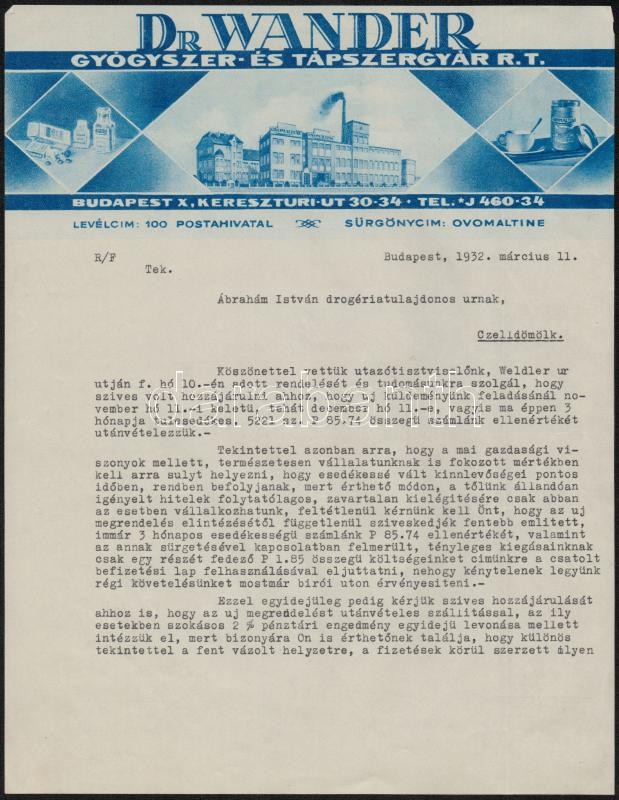 DR WANDER
GYÓGYSZER- ÉS TÁPSZERGYÁR R.T.
BUDAPEST X, KERESZTURI-UT 30-34 • TEL. *J 460-34
LEVÉLCIM: 100 POSTAHIVATAL SÜRGÖNYCIM: OVOMALTINE
R/F Budapest, 1932. március 11.
Tek.
Ábrahám István drogériatulajdonos urnak,
Czelldömölk.
Köszönettel vettük utazótisztviselőnk, Weldler ur
utján f. hó 10.-én adott rendelését és tudomásunkra szolgál, hogy
szives volt hozzájárulni ahhoz, hogy uj küldeményünk feladásánál no-
vember hó 11.-i keletű, tehát december hó 11.-e, vagyis ma éppen 3
hónapja tulesedékes 5221 sz. P 85.74 összegü számlánk ellenértékét
utánvételezzük.-
Tekintettel azonban arra, hogy a mai gazdasági vi-
szonyok mellett, természetesen vállalatunknak is fokozott mértékben
kell arra sulyt helyezni, hogy esedékessé vált kinnlevőségei pontos
időben, rendben befolyjanak, mert érthető módon, a tőlünk állandóan
igényelt hitelek folytatólagos, zavartalan kielégitésére csak abban
az esetben vállalkozhatunk, feltétlenül kérnünk kell Önt, hogy az uj
megrendelés elintézésétől függetlenül sziveskedjék fentebb emlitett,
immár 3 hónapos esedékességü számlánk P 85.74 ellenértékét, valamint
az annak sürgetésével kapcsolatban felmerült, tényleges kiegásainknak
csak egy részét fedező P 1.85 összegü költségeinket cimünkre a csatolt
befizetési lap felhasználásával eljuttatni, nehogy kénytelenek legyünk
régi követelésünket mostmár birói uton érvényesiteni.-
Ezzel egyidejüleg pedig kérjük szives hozzájárulását
ahhoz is, hogy az uj megrendelést utánvételes szállitással, az ily
esetekben szokásos 2 % pénztári engedmény egyidejü levonása mellett
intézzük el, mert bizonyára Ön is érthetőnek találja, hogy különös
tekintettel a fent vázolt helyzetre, a fizetések körül szerzett ilyen
darabanth